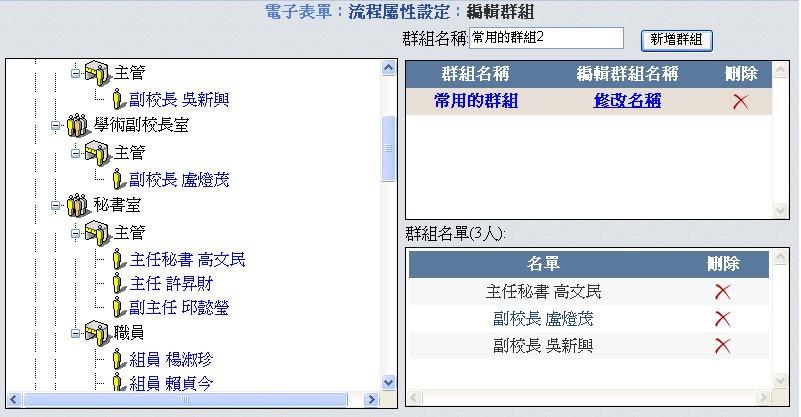 電子表單：流程屬性設定：編輯群組
群組名稱:常用的群組2 新增群組
主管
副校長 吳新興
學術副校長室
主管
副校長 盧燈茂
秘書室
主管
主任秘書 高文民
主任 許昇財
副主任 邱懿瑩
職員
組員 楊淑珍
組員 賴貞今
群組名稱 編輯群組名稱 刪除
常用的群組 修改名稱
群組名單(3人):
名單 刪除
主任秘書 高文民
副校長 盧燈茂
副校長 吳新興